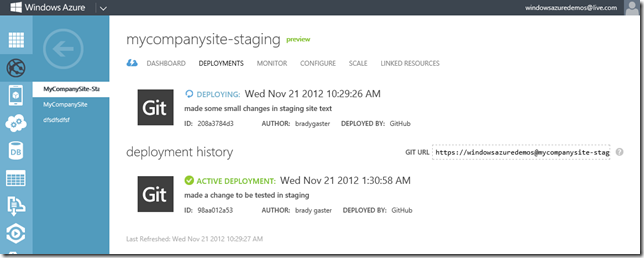 Windows Azure
windowsazuredemos@live.com
MyCompanySite-Sta
MyCompanySite
dfsdfsdfsf
DB
mycompanysite-staging preview
DASHBOARD DEPLOYMENTS MONITOR CONFIGURE SCALE LINKED RESOURCES
Git
DEPLOYING: Wed Nov 21 2012 10:29:26 AM
made some small changes in staging site text
ID: 208a3784d3 AUTHOR: bradygaster DEPLOYED BY: GitHub
deployment history
GIT URL https://windowsazuredemos@mycompanysite-stag
Git
ACTIVE DEPLOYMENT: Wed Nov 21 2012 1:30:58 AM
made a change to be tested in staging
ID: 98aa012a53 AUTHOR: brady gaster DEPLOYED BY: GitHub
Last Refreshed: Wed Nov 21 2012 10:29:27 AM